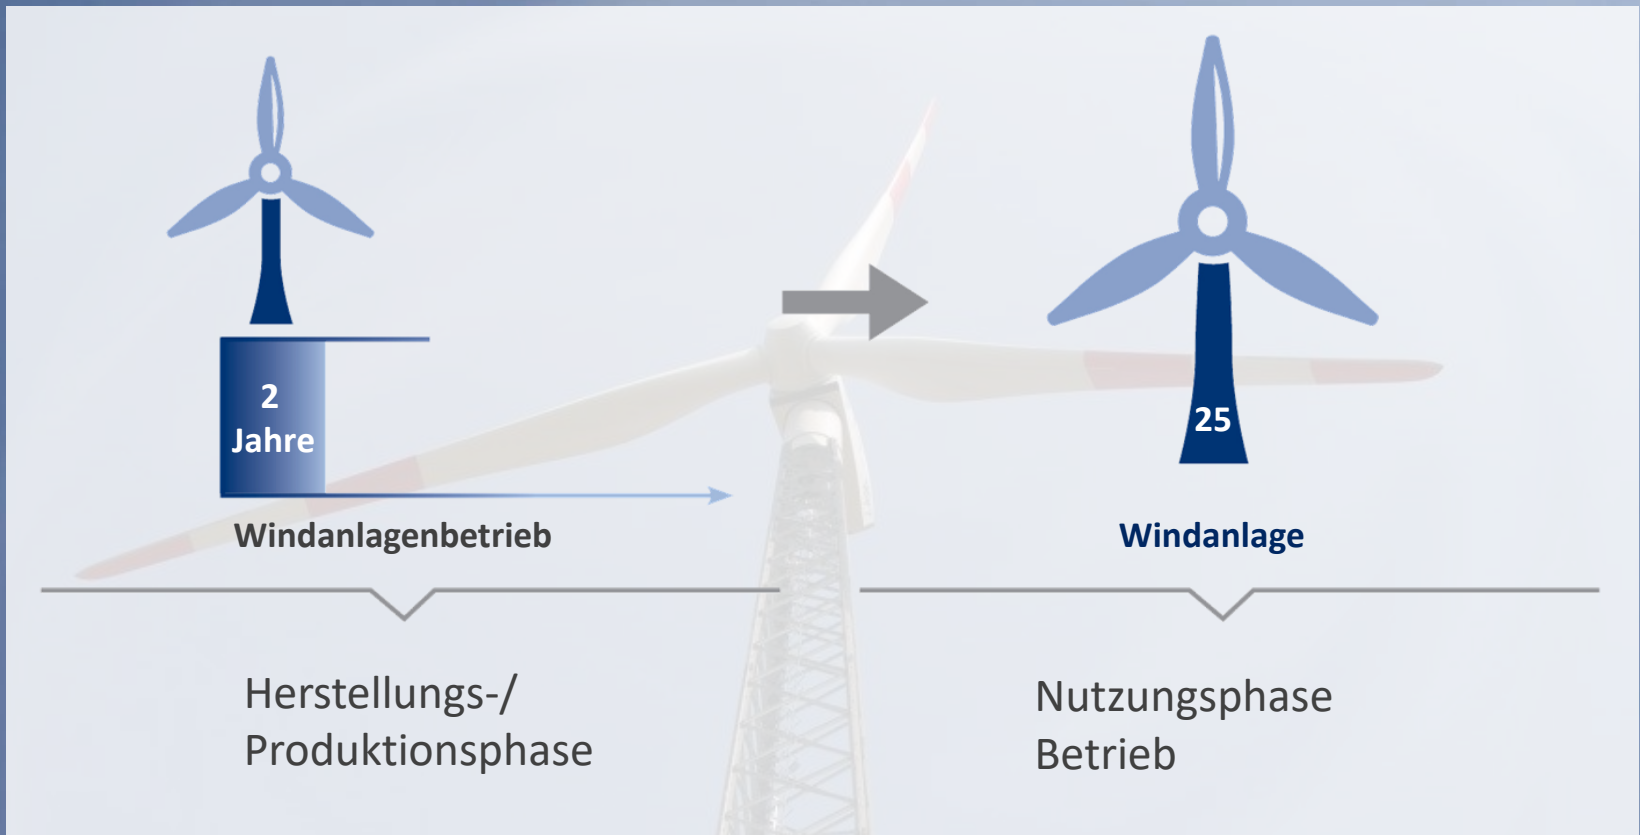 2
Jahre
Windanlagenbetrieb
Herstellungs-/
Produktionsphase
25
Windanlage
Nutzungsphase
Betrieb